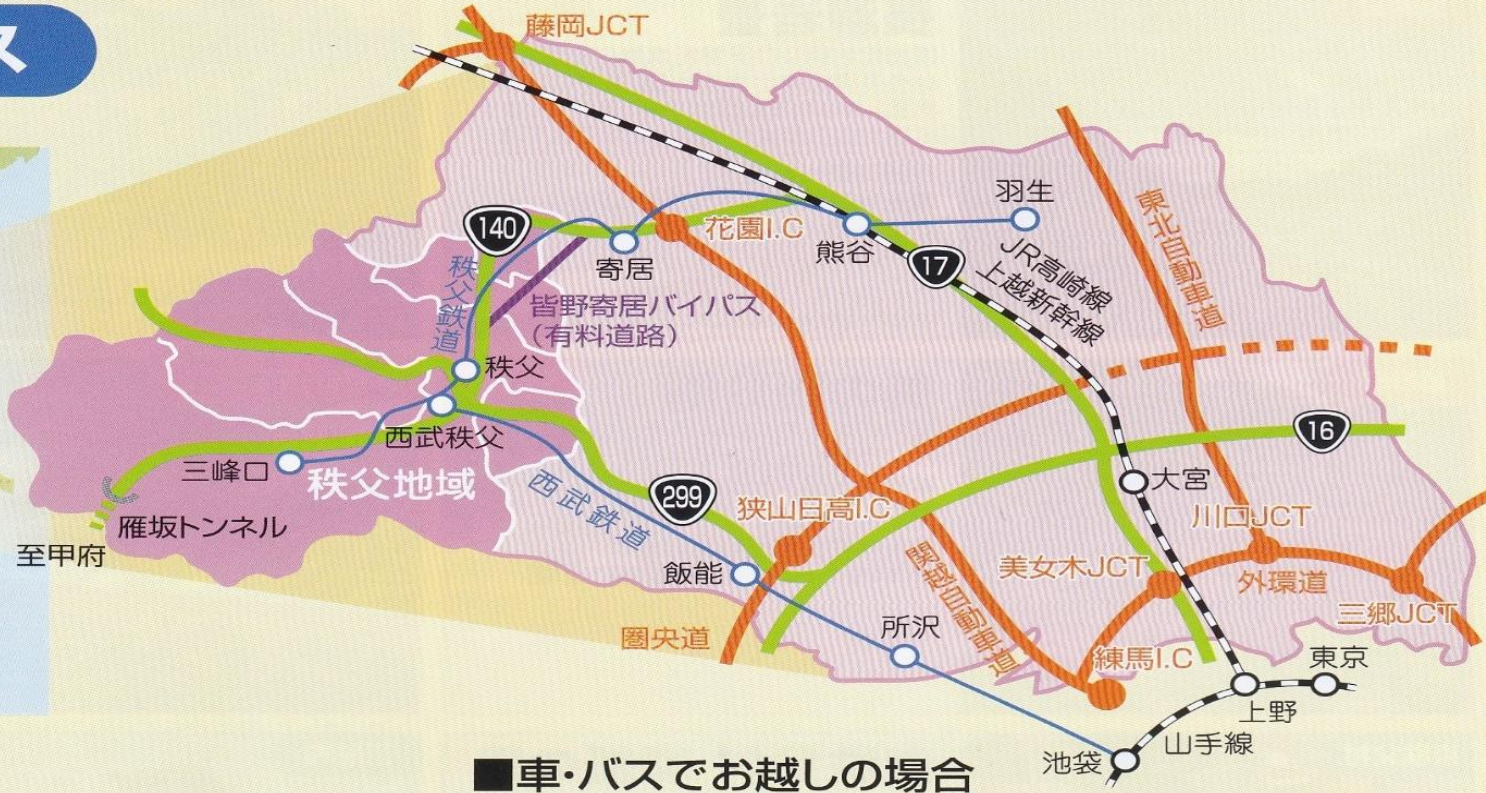 ス
藤岡JCT
羽生
140
花園I.C
東北自動車道
寄居
熊谷
17
JR高崎線
上越新幹線
秩父鉄道
皆野寄居バイパス
(有料道路)
秩父
西武秩父
16
三峰口
秩父地域
大宮
299
西武鉄道
狭山日高I.C
川口JCT
雁坂トンネル
至甲府
飯能
関越自動車道
美女木JCT
外環道
三郷JCT
圏央道
所沢
練馬I.C
東京
上野
山手線
池袋
■車・バスでお越しの場合